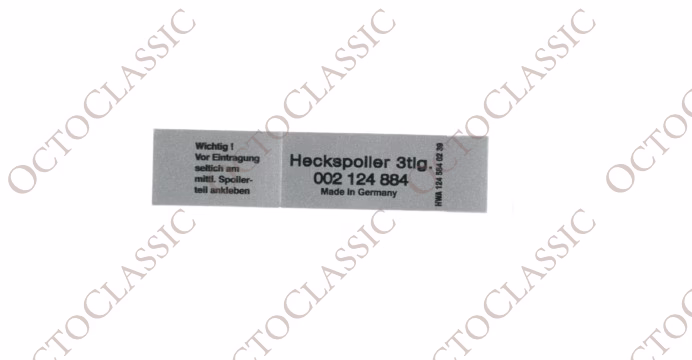 Wichtig !
Vor Eintragung
seitlich am
mittl. Spoiler-
teil ankleben
Heckspoiler 3tlg.
002 124 884
Made in Germany
HWA 124 884 02 39
OCTOCLASSIC